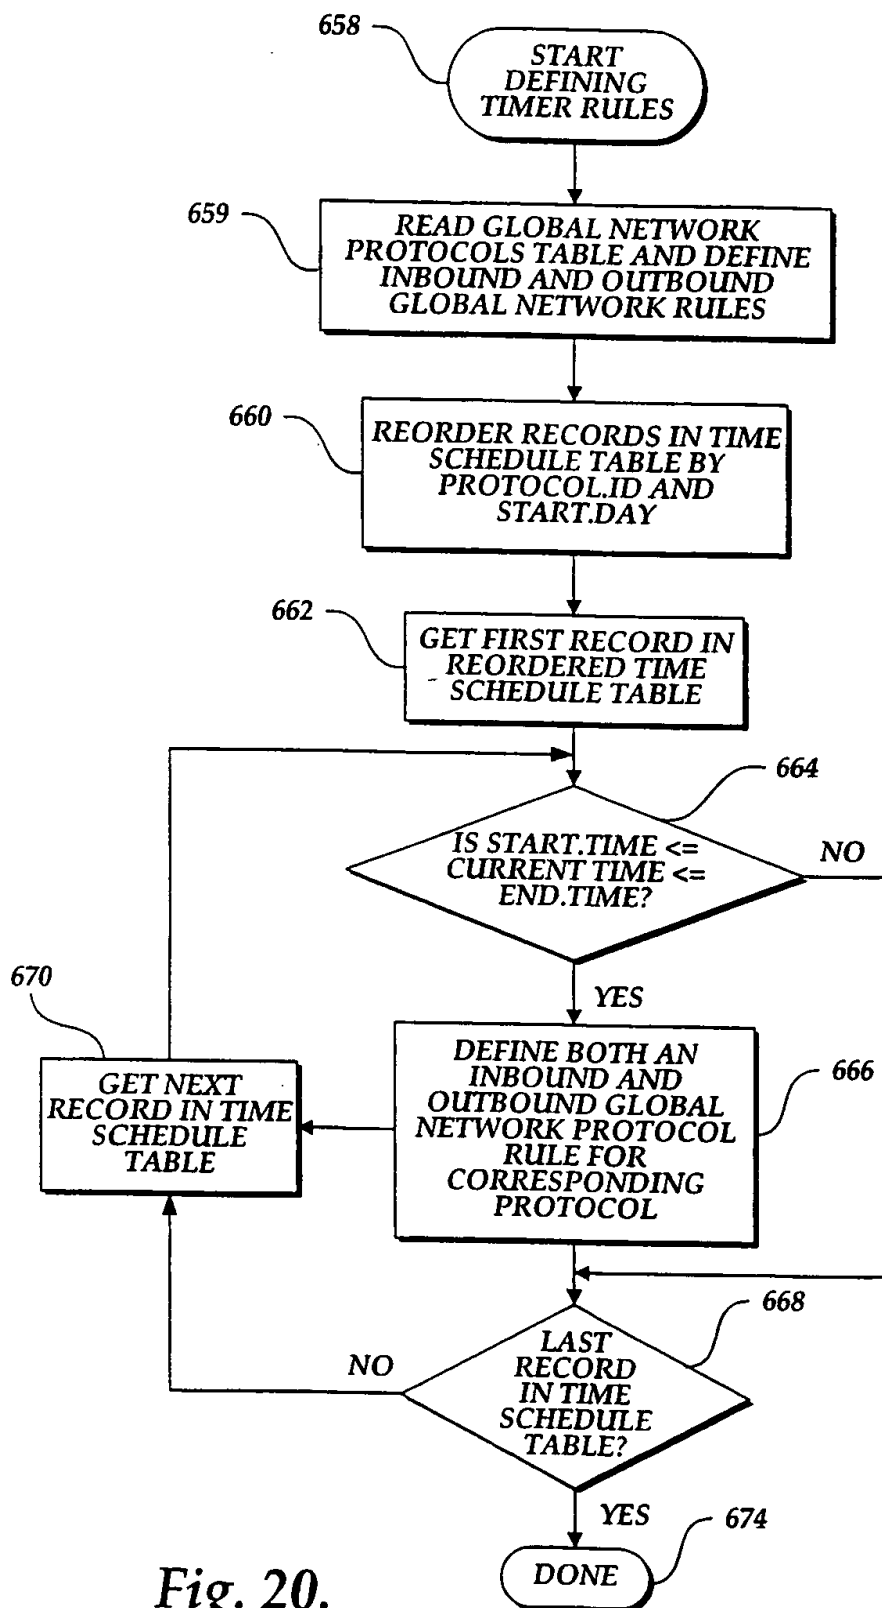 658
START
DEFINING
TIMER RULES
659
READ GLOBAL NETWORK
PROTOCOLS TABLE AND DEFINE
INBOUND AND OUTBOUND
GLOBAL NETWORK RULES
660
REORDER RECORDS IN TIME
SCHEDULE TABLE BY
PROTOCOL.ID AND
START.DAY
662
GET FIRST RECORD IN
REORDERED TIME
SCHEDULE TABLE
664
IS START.TIME <=
CURRENT TIME <=
END.TIME?
NO
YES
670
GET NEXT
RECORD IN TIME
SCHEDULE
TABLE
DEFINE BOTH AN
INBOUND AND
OUTBOUND GLOBAL
NETWORK PROTOCOL
RULE FOR
CORRESPONDING
PROTOCOL
666
668
LAST
RECORD
IN TIME
SCHEDULE
TABLE?
NO
YES
674
DONE
Fig. 20.